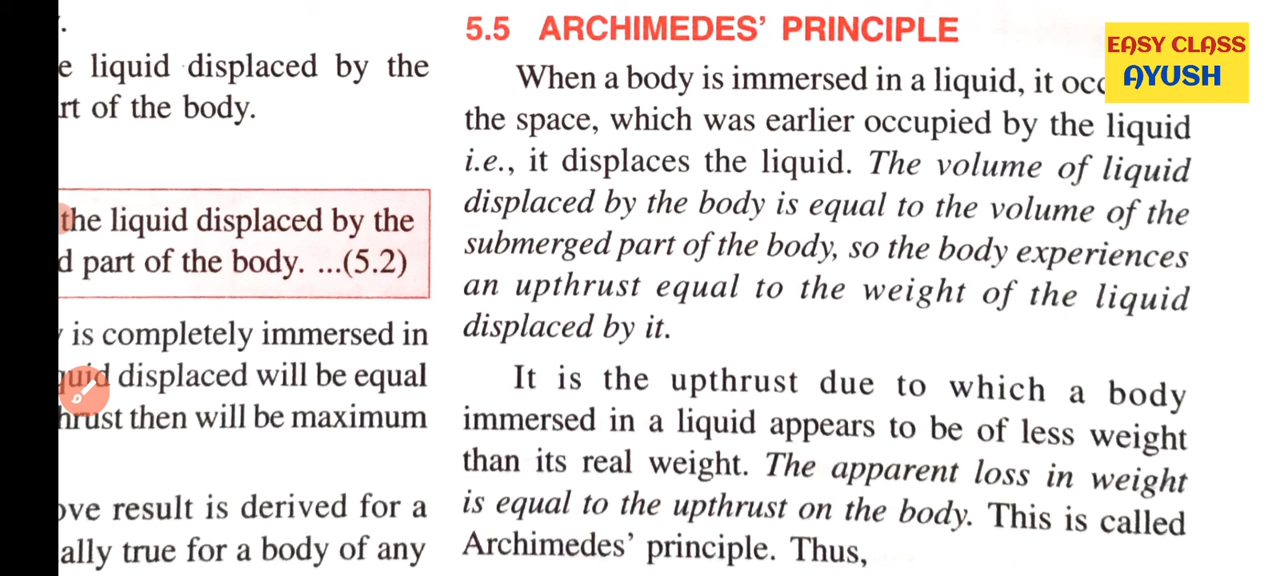 e liquid displaced by the
rt of the body.
the liquid displaced by the
d part of the body. ...(5.2)
is completely immersed in
quid displaced will be equal
hrust then will be maximum
ove result is derived for a
ally true for a body of any
5.5 ARCHIMEDES' PRINCIPLE
When a body is immersed in a liquid, it
the space, which was earlier occupied by the liquid
i.e., it displaces the liquid. The volume of liquid
displaced by the body is equal to the volume of the
submerged part of the body, so the body experiences
an upthrust equal to the weight of the liquid
displaced by it.
It is the upthrust due to which a body
immersed in a liquid appears to be of less weight
than its real weight. The apparent loss in weight
is equal to the upthrust on the body. This is called
Archimedes' principle. Thus,
EASY CLASS
AYUSH